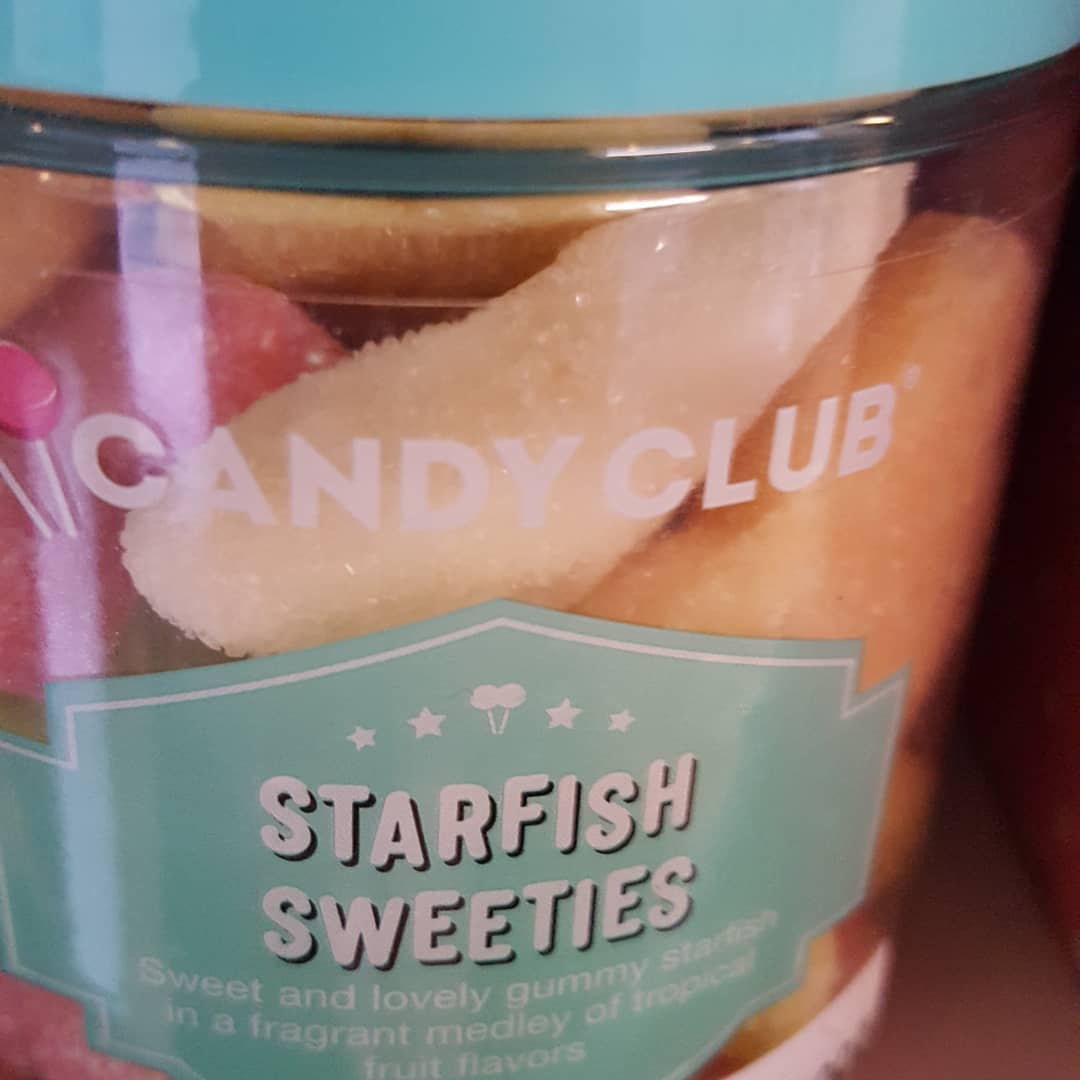 CANDY CLUB®
STARFISH
SWEETIES
Sweet and lovely gummy starfish
in a fragrant medley of tropical
fruit flavors